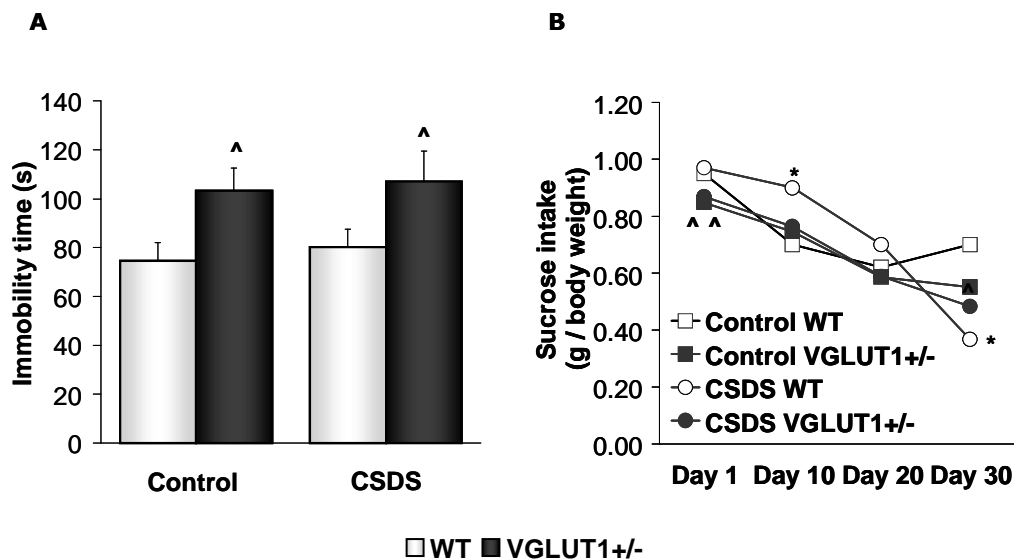 A
B
Immobility time (s)
140
120
100
80
60
40
20
0
^
^
Control
CSDS
Sucrose intake
(g / body weight)
1.20
1.00
0.80
0.60
0.40
0.20
0.00
*
^ ^
^
*
Control WT
Control VGLUT1+/-
CSDS WT
CSDS VGLUT1+/-
Day 1 Day 10 Day 20 Day 30
WT VGLUT1+/-